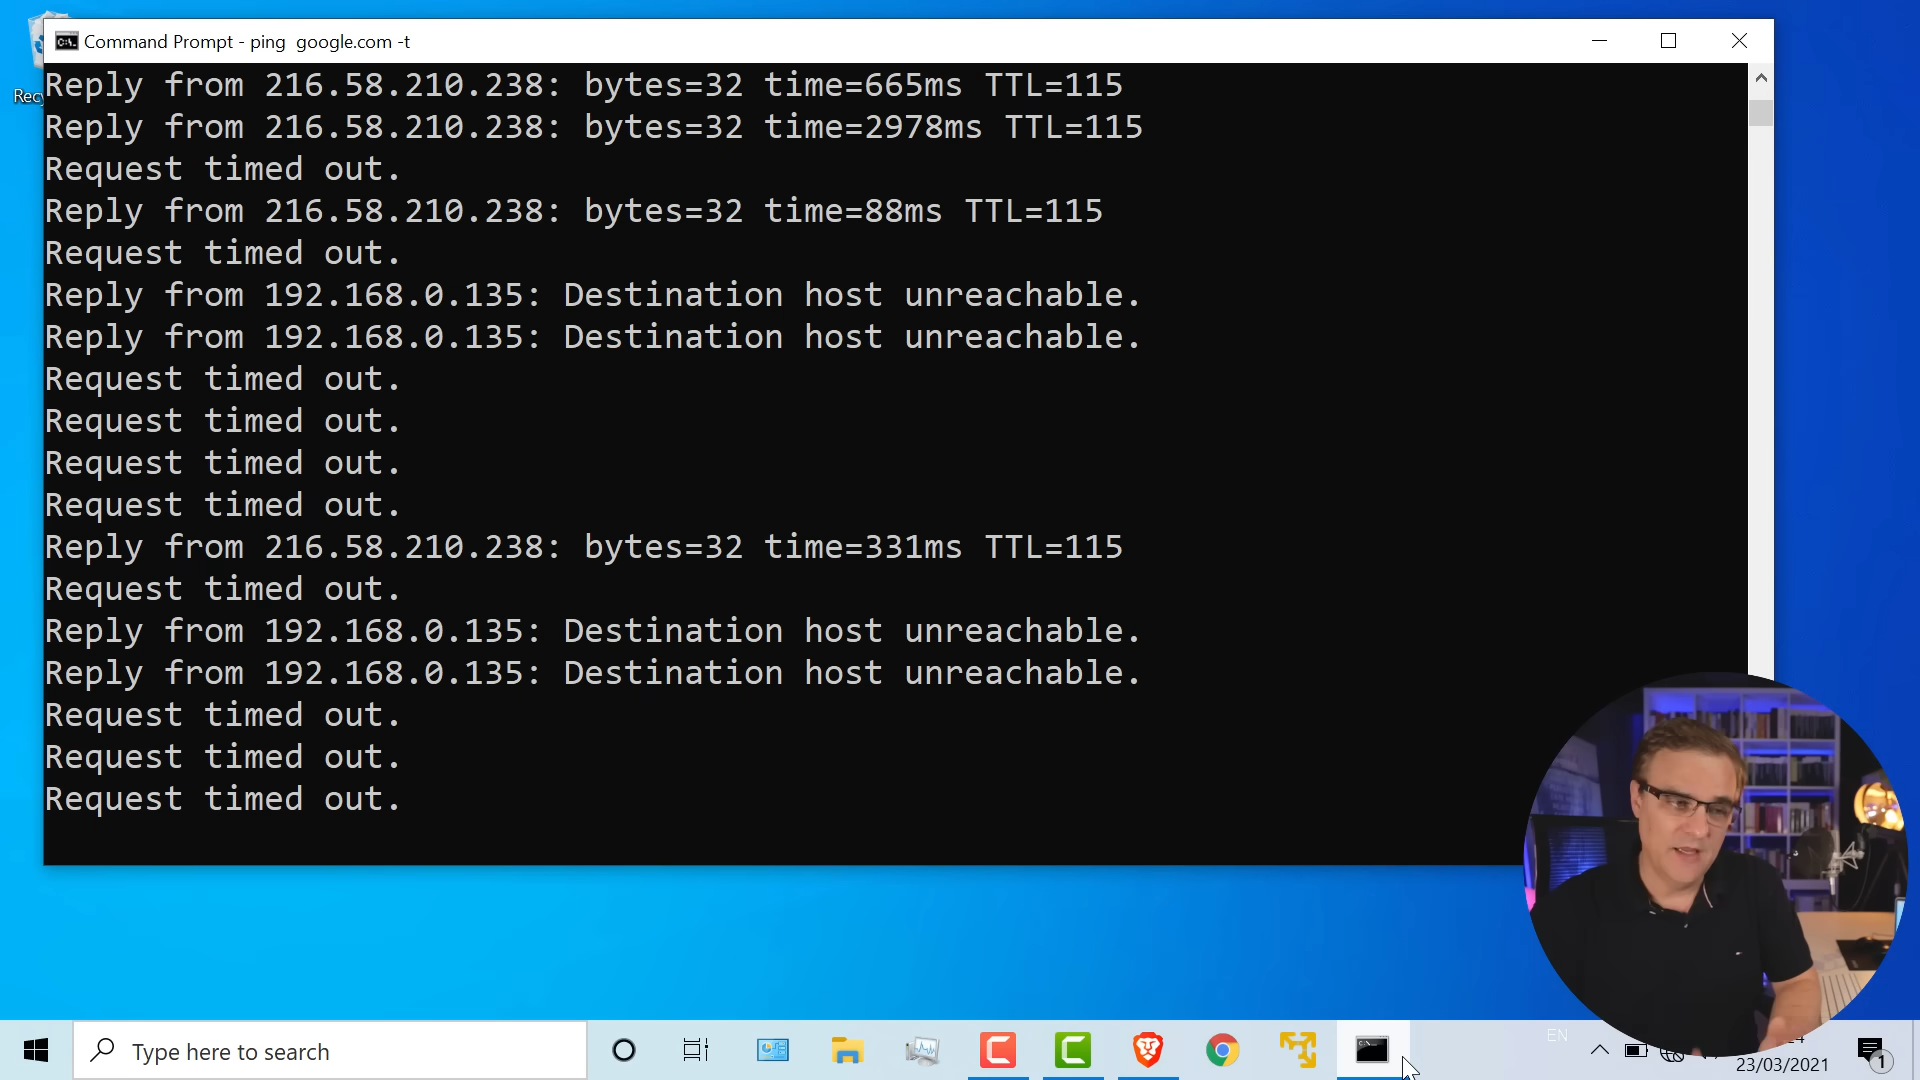 Command Prompt - ping  google.com -t
Reply from 216.58.210.238: bytes=32 time=665ms TTL=115
Reply from 216.58.210.238: bytes=32 time=2978ms TTL=115
Request timed out.
Reply from 216.58.210.238: bytes=32 time=88ms TTL=115
Request timed out.
Reply from 192.168.0.135: Destination host unreachable.
Reply from 192.168.0.135: Destination host unreachable.
Request timed out.
Request timed out.
Request timed out.
Request timed out.
Reply from 216.58.210.238: bytes=32 time=331ms TTL=115
Request timed out.
Reply from 192.168.0.135: Destination host unreachable.
Reply from 192.168.0.135: Destination host unreachable.
Request timed out.
Request timed out.
Request timed out.
Rec
Type here to search
EN
23/03/2021
1